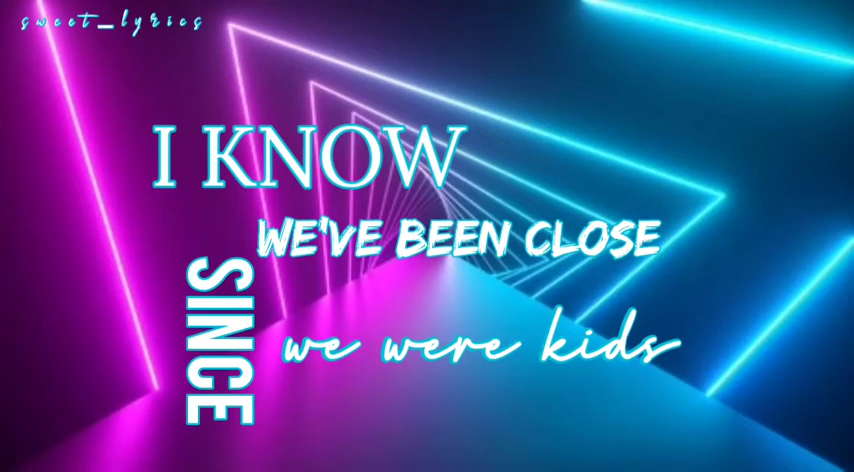 sweet_lyrics
I KNOW
WE'VE BEEN CLOSE
SINCE
we were kids